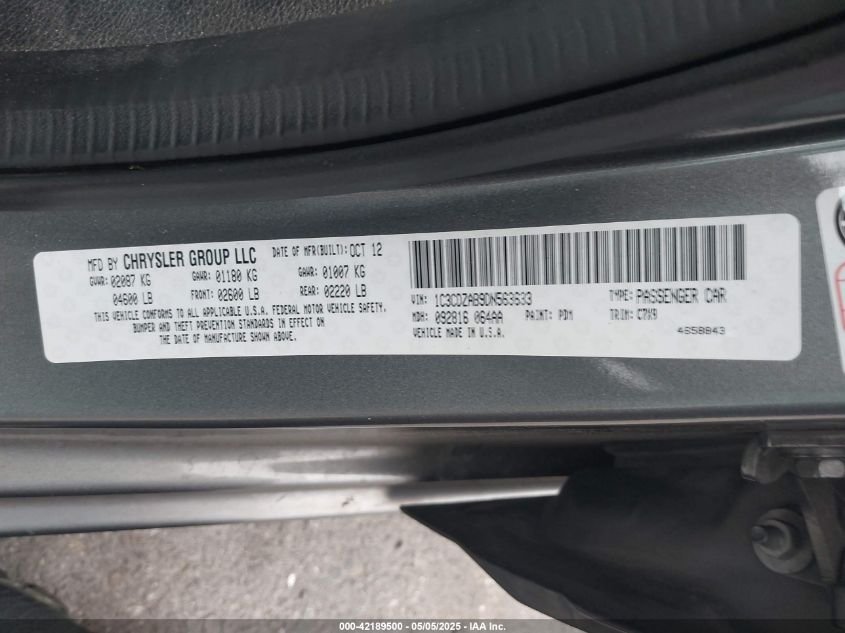 MFD BY CHRYSLER GROUP LLC DATE OF MFR(BUILT): OCT 12
GVWR: 02087 KG GAWR: 01180 KG GAWR: 01007 KG
04600 LB FRONT: 02600 LB REAR: 02220 LB
THIS VEHICLE CONFORMS TO ALL APPLICABLE U.S.A. FEDERAL MOTOR VEHICLE SAFETY,
BUMPER AND THEFT PREVENTION STANDARDS IN EFFECT ON
THE DATE OF MANUFACTURE SHOWN ABOVE.
VIN: 1C3CDZAB9DN563633 TYPE: PASSENGER CAR
MDH: 092816 064AA PAINT: PDM TRIM: C7X9
VEHICLE MADE IN U.S.A. 4658843
000-42189500 - 05/05/2025 - IAA Inc.